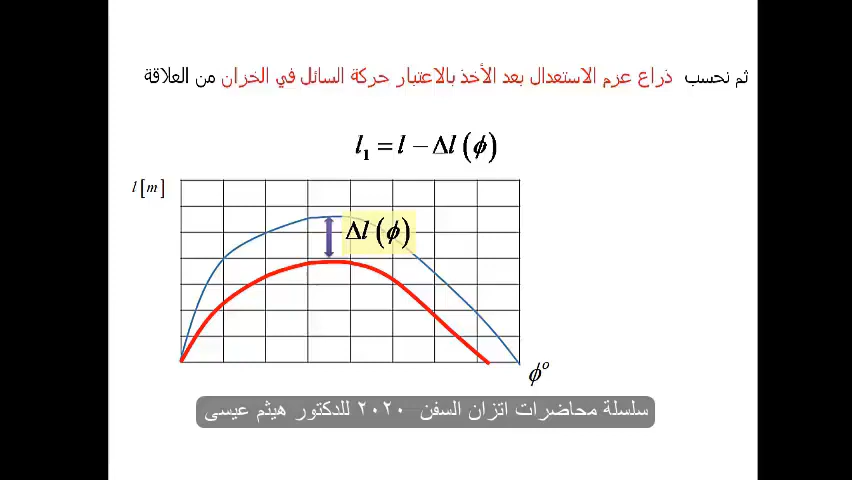 ثم نحسب ذراع عزم الاستعدال بعد الأخذ بالاعتبار حركة السائل في الخزان من العلاقة
l₁ = l − Δl(ϕ)
l [m]
Δl(ϕ)
ϕ°
سلسلة محاضرات اتزان السفن ٢٠٢٠ للدكتور هيثم عيسى